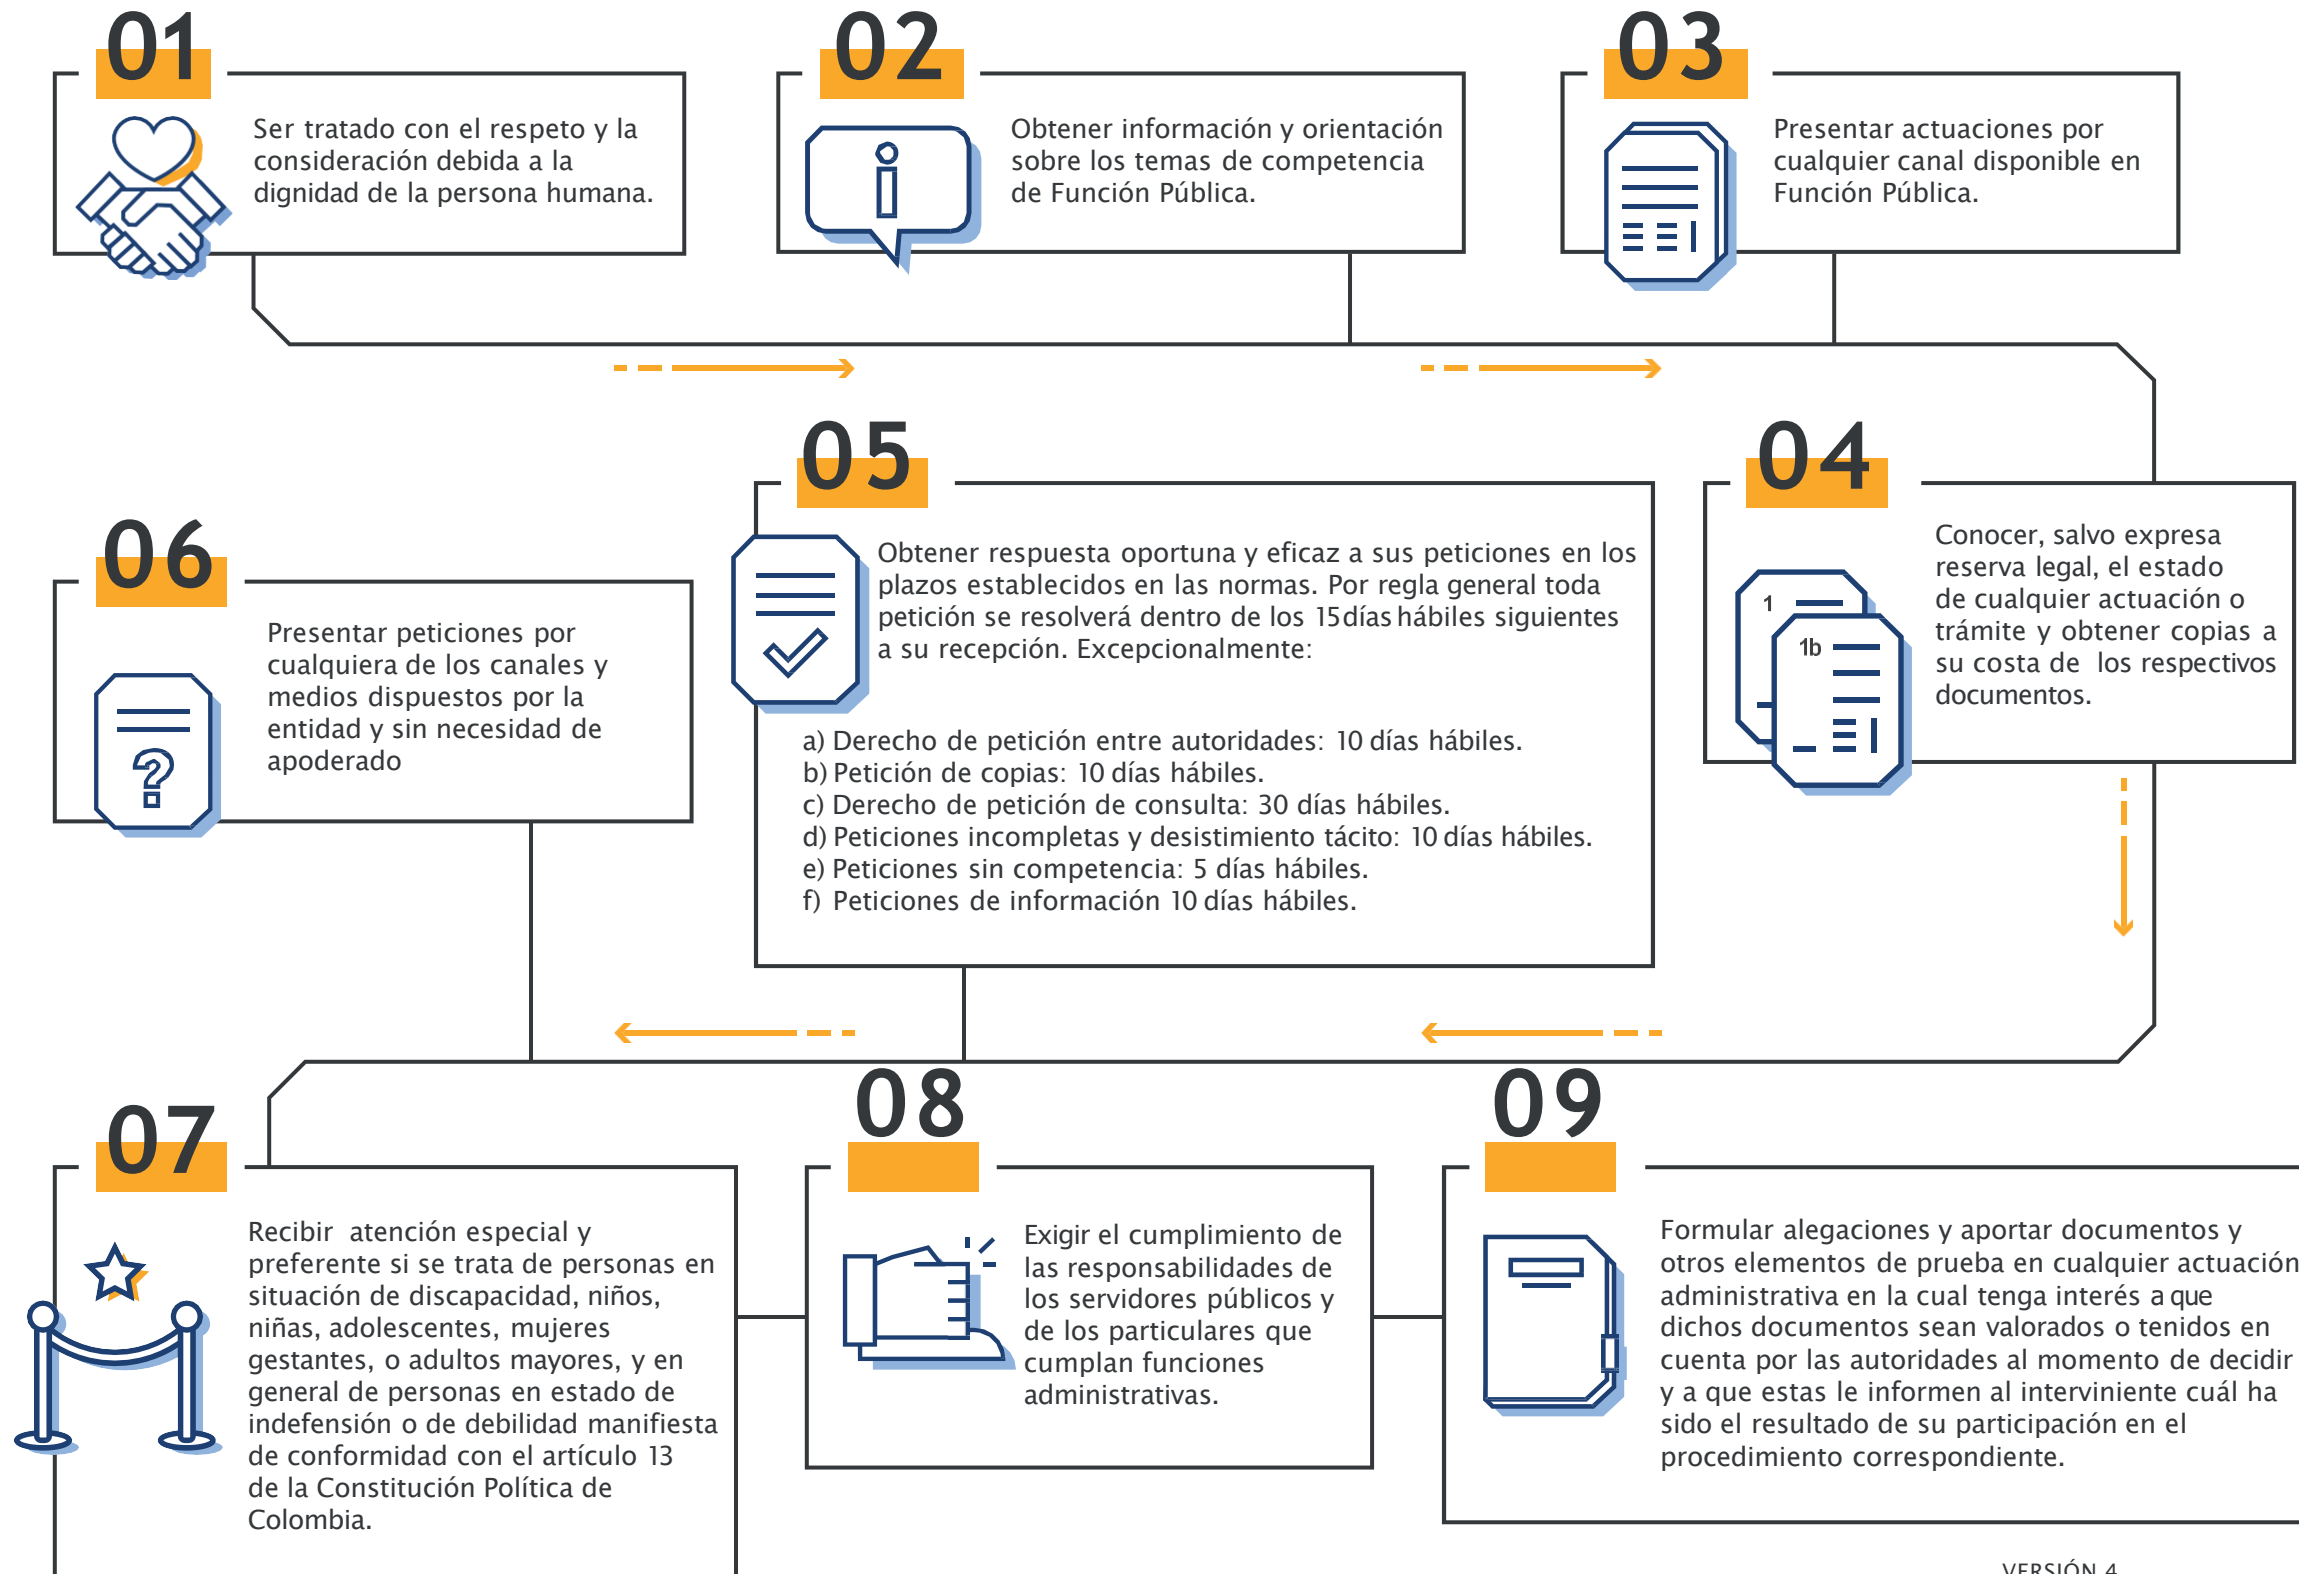 01
Ser tratado con el respeto y la
consideración debida a la
dignidad de la persona humana.
02
Obtener información y orientación
sobre los temas de competencia
de Función Pública.
03
Presentar actuaciones por
cualquier canal disponible en
Función Pública.
04
Conocer, salvo expresa
reserva legal, el estado
de cualquier actuación o
trámite y obtener copias a
su costa de los respectivos
documentos.
1
1b
05
Obtener respuesta oportuna y eficaz a sus peticiones en los
plazos establecidos en las normas. Por regla general toda
petición se resolverá dentro de los 15días hábiles siguientes
a su recepción. Excepcionalmente:
a) Derecho de petición entre autoridades: 10 días hábiles.
b) Petición de copias: 10 días hábiles.
c) Derecho de petición de consulta: 30 días hábiles.
d) Peticiones incompletas y desistimiento tácito: 10 días hábiles.
e) Peticiones sin competencia: 5 días hábiles.
f) Peticiones de información 10 días hábiles.
06
Presentar peticiones por
cualquiera de los canales y
medios dispuestos por la
entidad y sin necesidad de
apoderado
?
07
Recibir atención especial y
preferente si se trata de personas en
situación de discapacidad, niños,
niñas, adolescentes, mujeres
gestantes, o adultos mayores, y en
general de personas en estado de
indefensión o de debilidad manifiesta
de conformidad con el artículo 13
de la Constitución Política de
Colombia.
08
Exigir el cumplimiento de
las responsabilidades de
los servidores públicos y
de los particulares que
cumplan funciones
administrativas.
09
Formular alegaciones y aportar documentos y
otros elementos de prueba en cualquier actuación
administrativa en la cual tenga interés a que
dichos documentos sean valorados o tenidos en
cuenta por las autoridades al momento de decidir
y a que estas le informen al interviniente cuál ha
sido el resultado de su participación en el
procedimiento correspondiente.
VERSIÓN 4